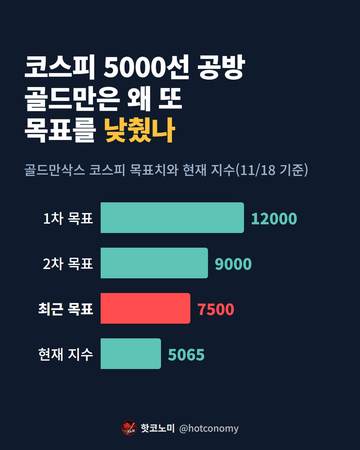 코스피 5000선 공방
골드만은 왜 또
목표를 낮췄나
골드만삭스 코스피 목표치와 현재 지수(11/18 기준)
1차 목표 12000
2차 목표 9000
최근 목표 7500
현재 지수 5065
핫코노미 @hotconomy